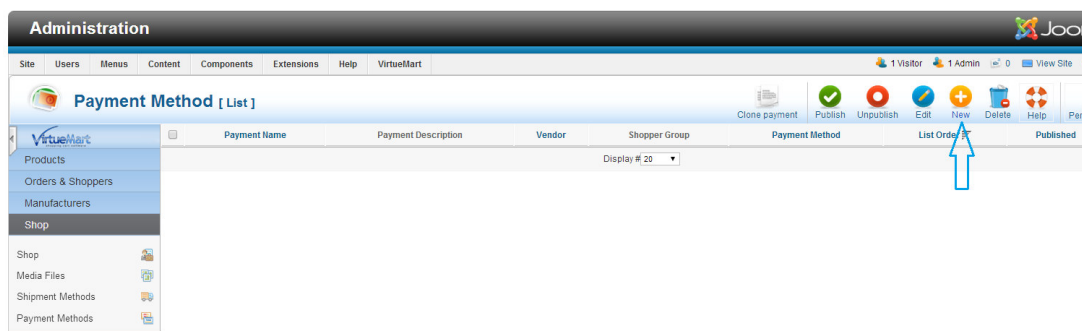 Administration
Joo
Site Users Menus Content Components Extensions Help VirtueMart 1 Visitor 1 Admin 0 View Site
Payment Method [ List ]
Clone payment Publish Unpublish Edit New Delete Help Per
VirtueMart
Payment Name Payment Description Vendor Shopper Group Payment Method List Order Published
Display # 20
Products
Orders & Shoppers
Manufacturers
Shop
Shop
Media Files
Shipment Methods
Payment Methods